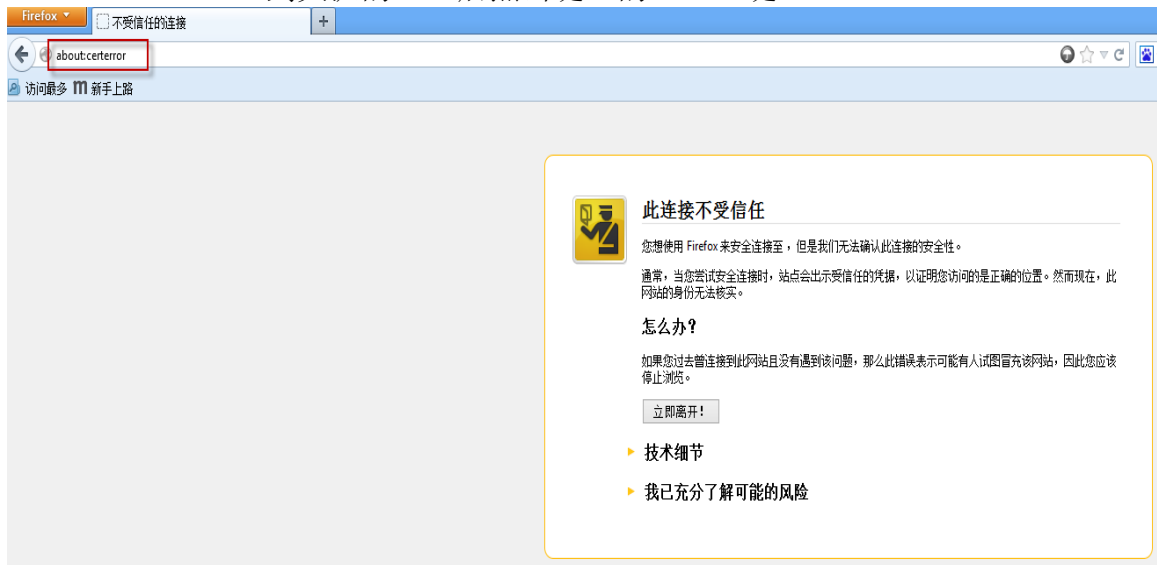 Firefox
不受信任的连接
+
about:certerror
访问最多 m 新手上路
此连接不受信任
您想使用 Firefox 来安全连接至 ，但是我们无法确认此连接的安全性。
通常，当您尝试安全连接时，站点会出示受信任的凭据，以证明您访问的是正确的位置。然而现在，此
网站的身份无法核实。
怎么办?
如果您过去曾连接到此网站且没有遇到该问题，那么此错误表示可能有人试图冒充该网站，因此您应该
停止浏览。
立即离开!
技术细节
我已充分了解可能的风险